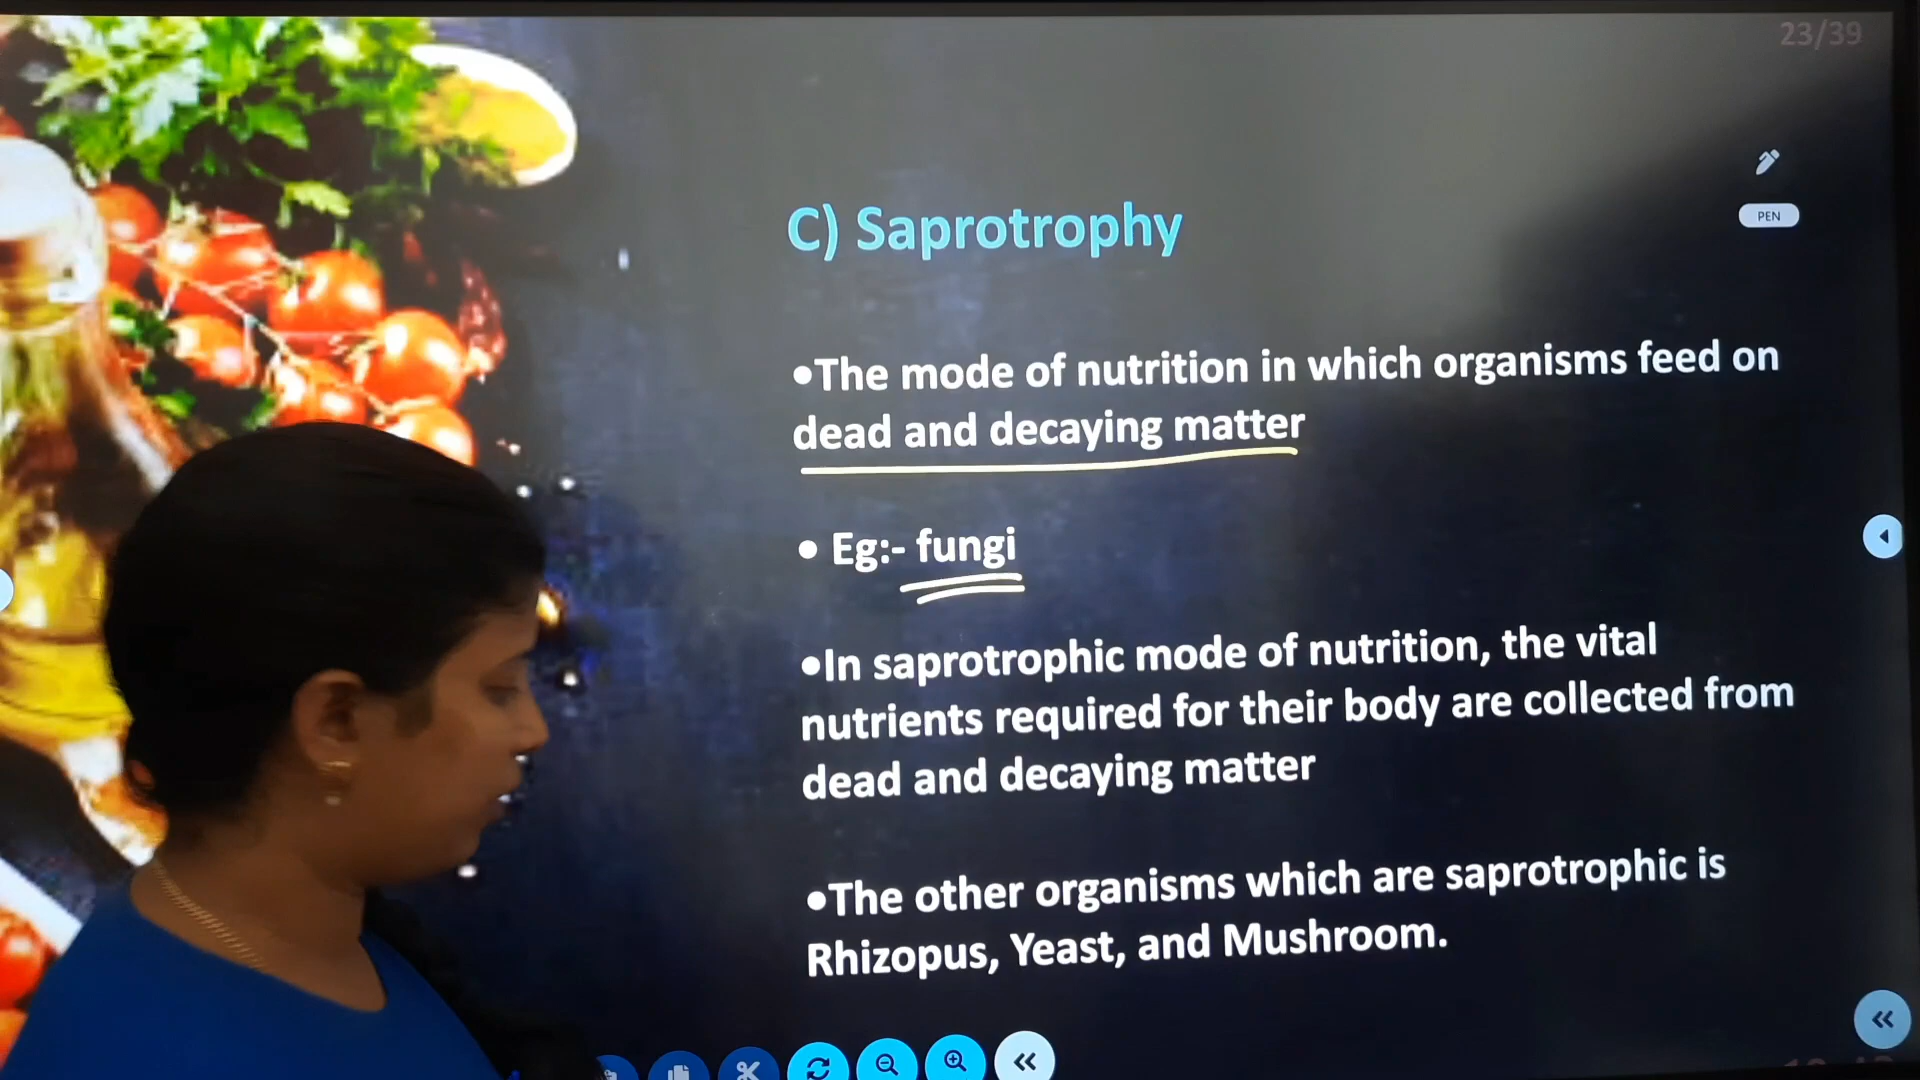 23/39
PEN
C) Saprotrophy
•The mode of nutrition in which organisms feed on
dead and decaying matter
• Eg:- fungi
•In saprotrophic mode of nutrition, the vital
nutrients required for their body are collected from
dead and decaying matter
•The other organisms which are saprotrophic is
Rhizopus, Yeast, and Mushroom.